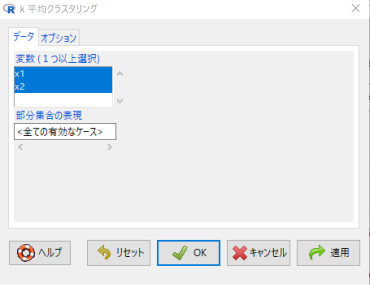 k 平均クラスタリング
データ オプション
変数 (１つ以上選択)
x1
x2
部分集合の表現
<全ての有効なケース>
ヘルプ リセット OK キャンセル 適用